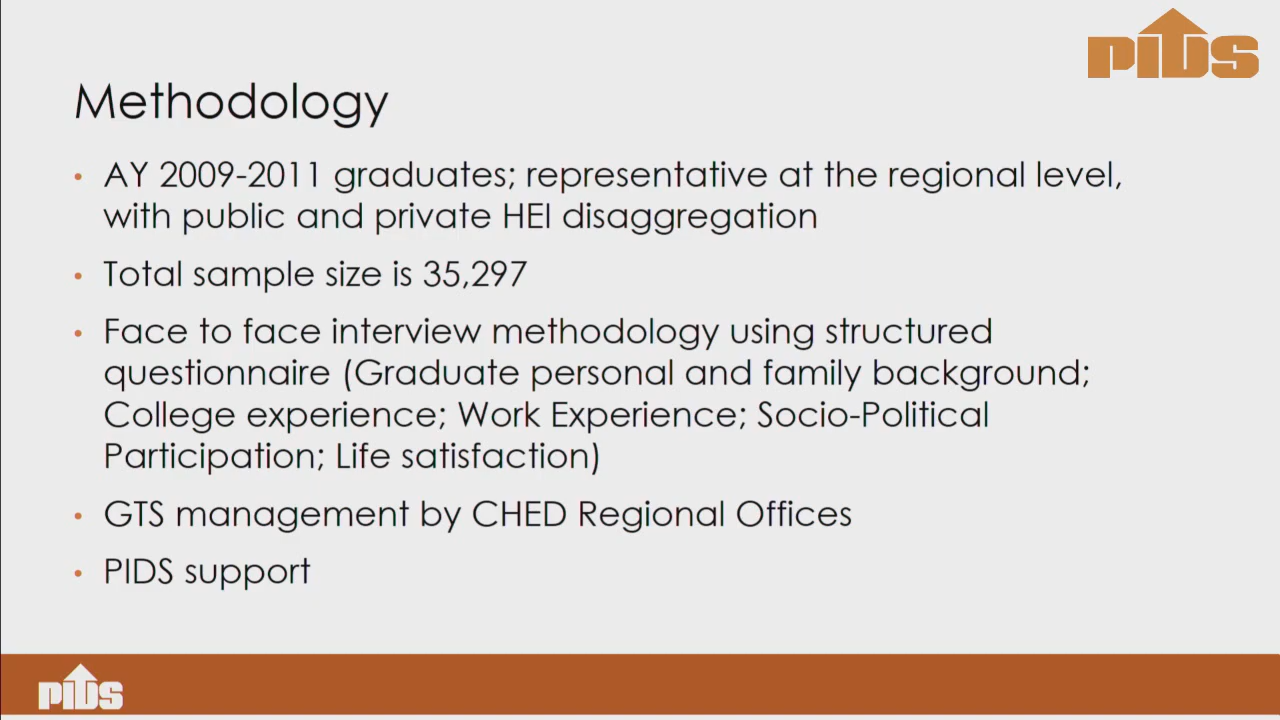 PIDS
Methodology
• AY 2009-2011 graduates; representative at the regional level,
with public and private HEI disaggregation
• Total sample size is 35,297
• Face to face interview methodology using structured
questionnaire (Graduate personal and family background;
College experience; Work Experience; Socio-Political
Participation; Life satisfaction)
• GTS management by CHED Regional Offices
• PIDS support
PIDS